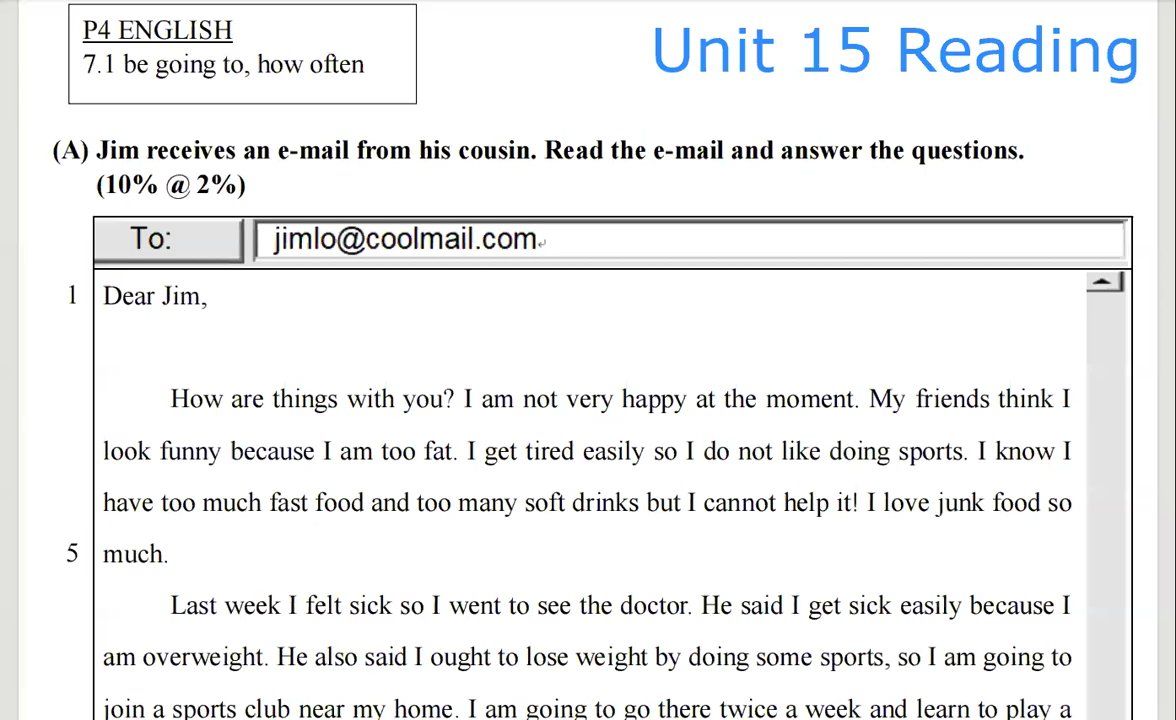 P4 ENGLISH
7.1 be going to, how often
Unit 15 Reading
(A) Jim receives an e-mail from his cousin. Read the e-mail and answer the questions.
(10% @ 2%)
To: jimlo@coolmail.com
1 Dear Jim,
How are things with you? I am not very happy at the moment. My friends think I
look funny because I am too fat. I get tired easily so I do not like doing sports. I know I
have too much fast food and too many soft drinks but I cannot help it! I love junk food so
5 much.
Last week I felt sick so I went to see the doctor. He said I get sick easily because I
am overweight. He also said I ought to lose weight by doing some sports, so I am going to
join a sports club near my home. I am going to go there twice a week and learn to play a